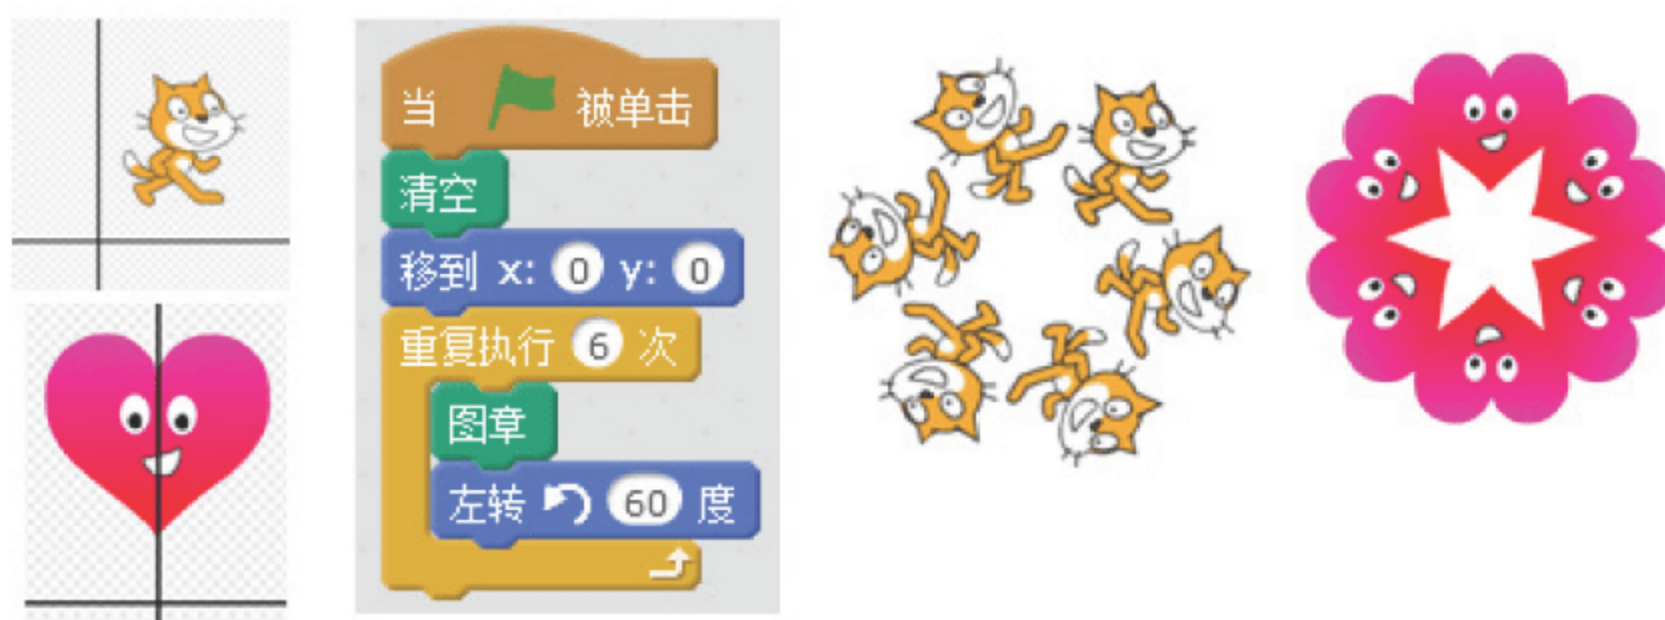 当 被单击
清空
移到 x: 0 y: 0
重复执行 6 次
图章
左转 60 度